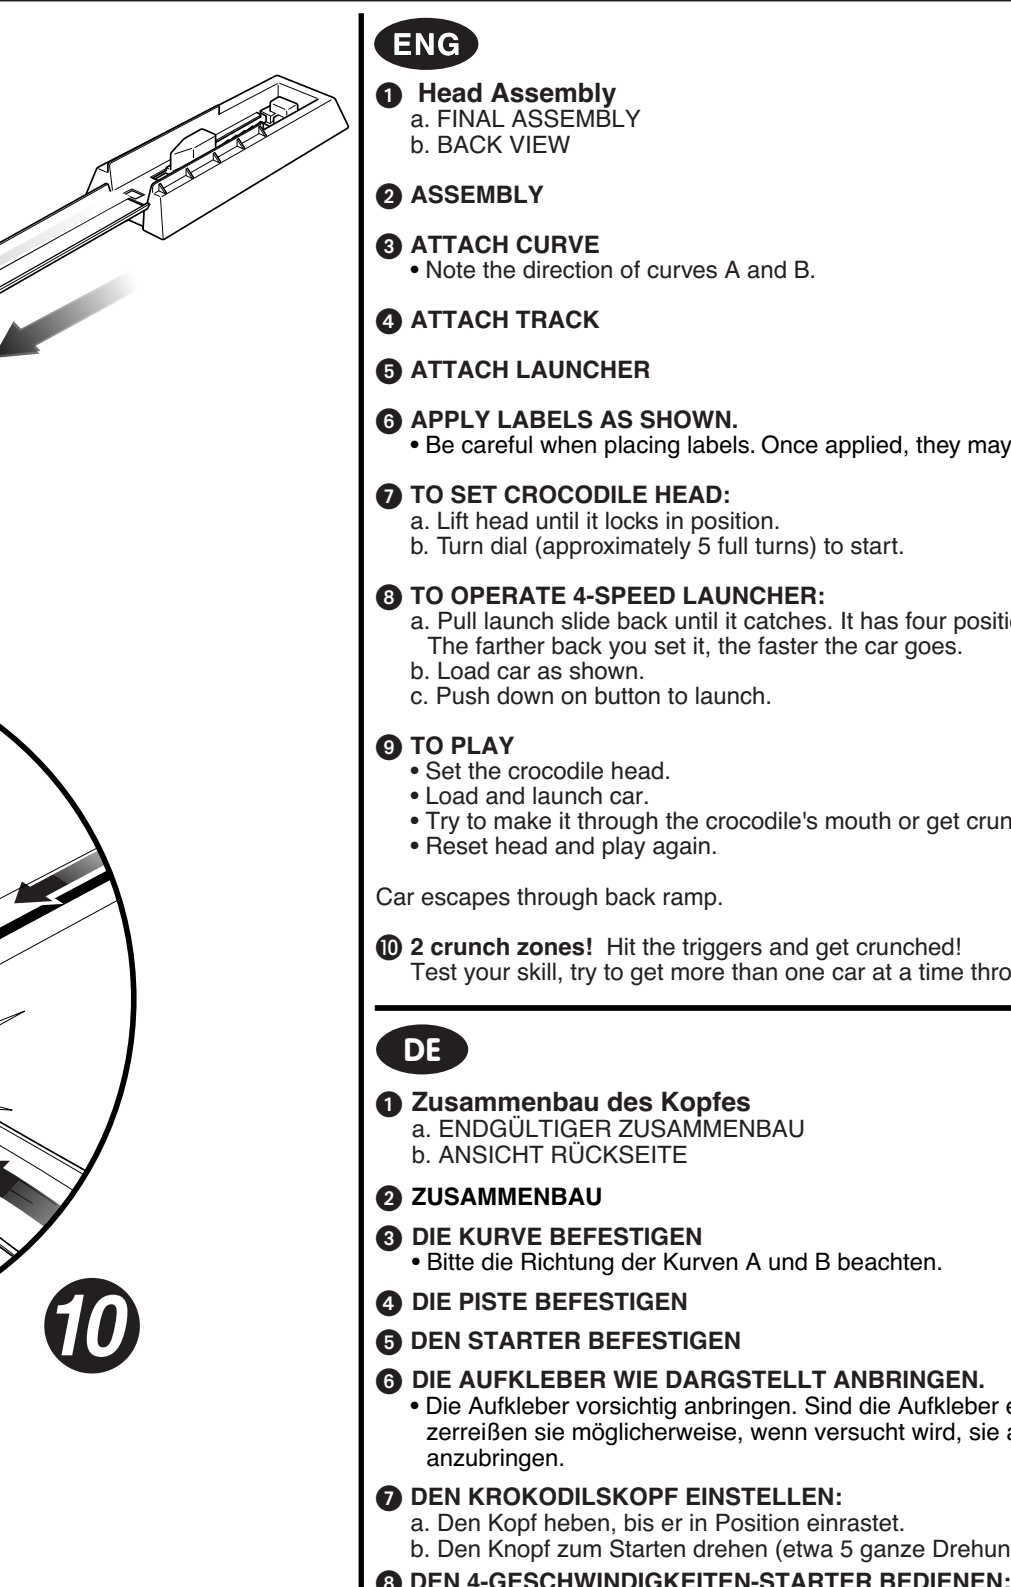 ENG
1 Head Assembly
a. FINAL ASSEMBLY
b. BACK VIEW
2 ASSEMBLY
3 ATTACH CURVE
• Note the direction of curves A and B.
4 ATTACH TRACK
5 ATTACH LAUNCHER
6 APPLY LABELS AS SHOWN.
• Be careful when placing labels. Once applied, they may
7 TO SET CROCODILE HEAD:
a. Lift head until it locks in position.
b. Turn dial (approximately 5 full turns) to start.
8 TO OPERATE 4-SPEED LAUNCHER:
a. Pull launch slide back until it catches. It has four
The farther back you set it, the faster the car goes.
b. Load car as shown.
c. Push down on button to launch.
9 TO PLAY
• Set the crocodile head.
• Load and launch car.
• Try to make it through the crocodile's mouth or get
• Reset head and play again.
Car escapes through back ramp.
10 2 crunch zones! Hit the triggers and get crunched!
Test your skill, try to get more than one car at a time
DE
1 Zusammenbau des Kopfes
a. ENDGÜLTIGER ZUSAMMENBAU
b. ANSICHT RÜCKSEITE
2 ZUSAMMENBAU
3 DIE KURVE BEFESTIGEN
• Bitte die Richtung der Kurven A und B beachten.
4 DIE PISTE BEFESTIGEN
5 DEN STARTER BEFESTIGEN
10
6 DIE AUFKLEBER WIE DARGSTELLT ANBRINGEN.
• Die Aufkleber vorsichtig anbringen. Sind die Aufkleber
zerreißen sie möglicherweise, wenn versucht wird, sie
anzubringen.
7 DEN KROKODILSKOPF EINSTELLEN:
a. Den Kopf heben, bis er in Position einrastet.
b. Den Knopf zum Starten drehen (etwa 5 ganze
8 DEN 4-GESCHWINDIGKEITEN-STARTER BEDIENEN: